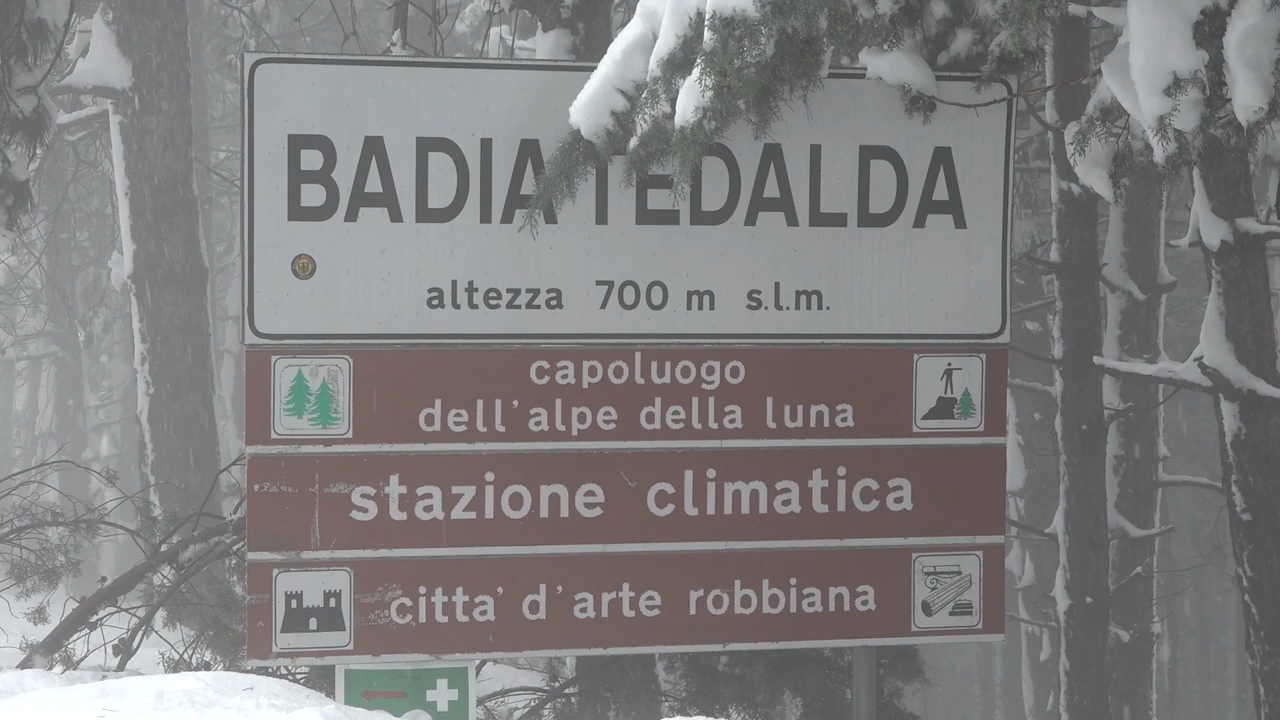 BADIA TEDALDA
altezza 700 m s.l.m.
capoluogo
dell'alpe della luna
stazione climatica
citta' d'arte robbiana